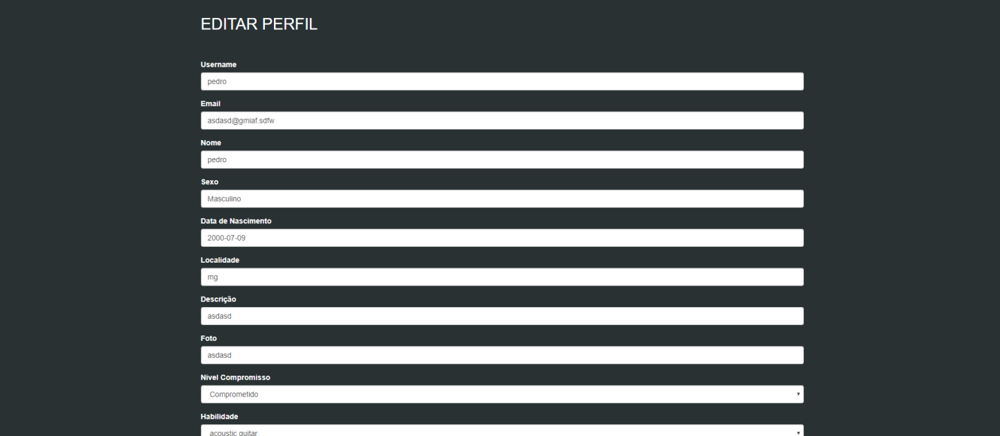 EDITAR PERFIL
Username
pedro
Email
asdasd@gmiaf.sdfw
Nome
pedro
Sexo
Masculino
Data de Nascimento
2000-07-09
Localidade
mg
Descrição
asdasd
Foto
asdasd
Nivel Compromisso
Comprometido
Habilidade
acoustic guitar